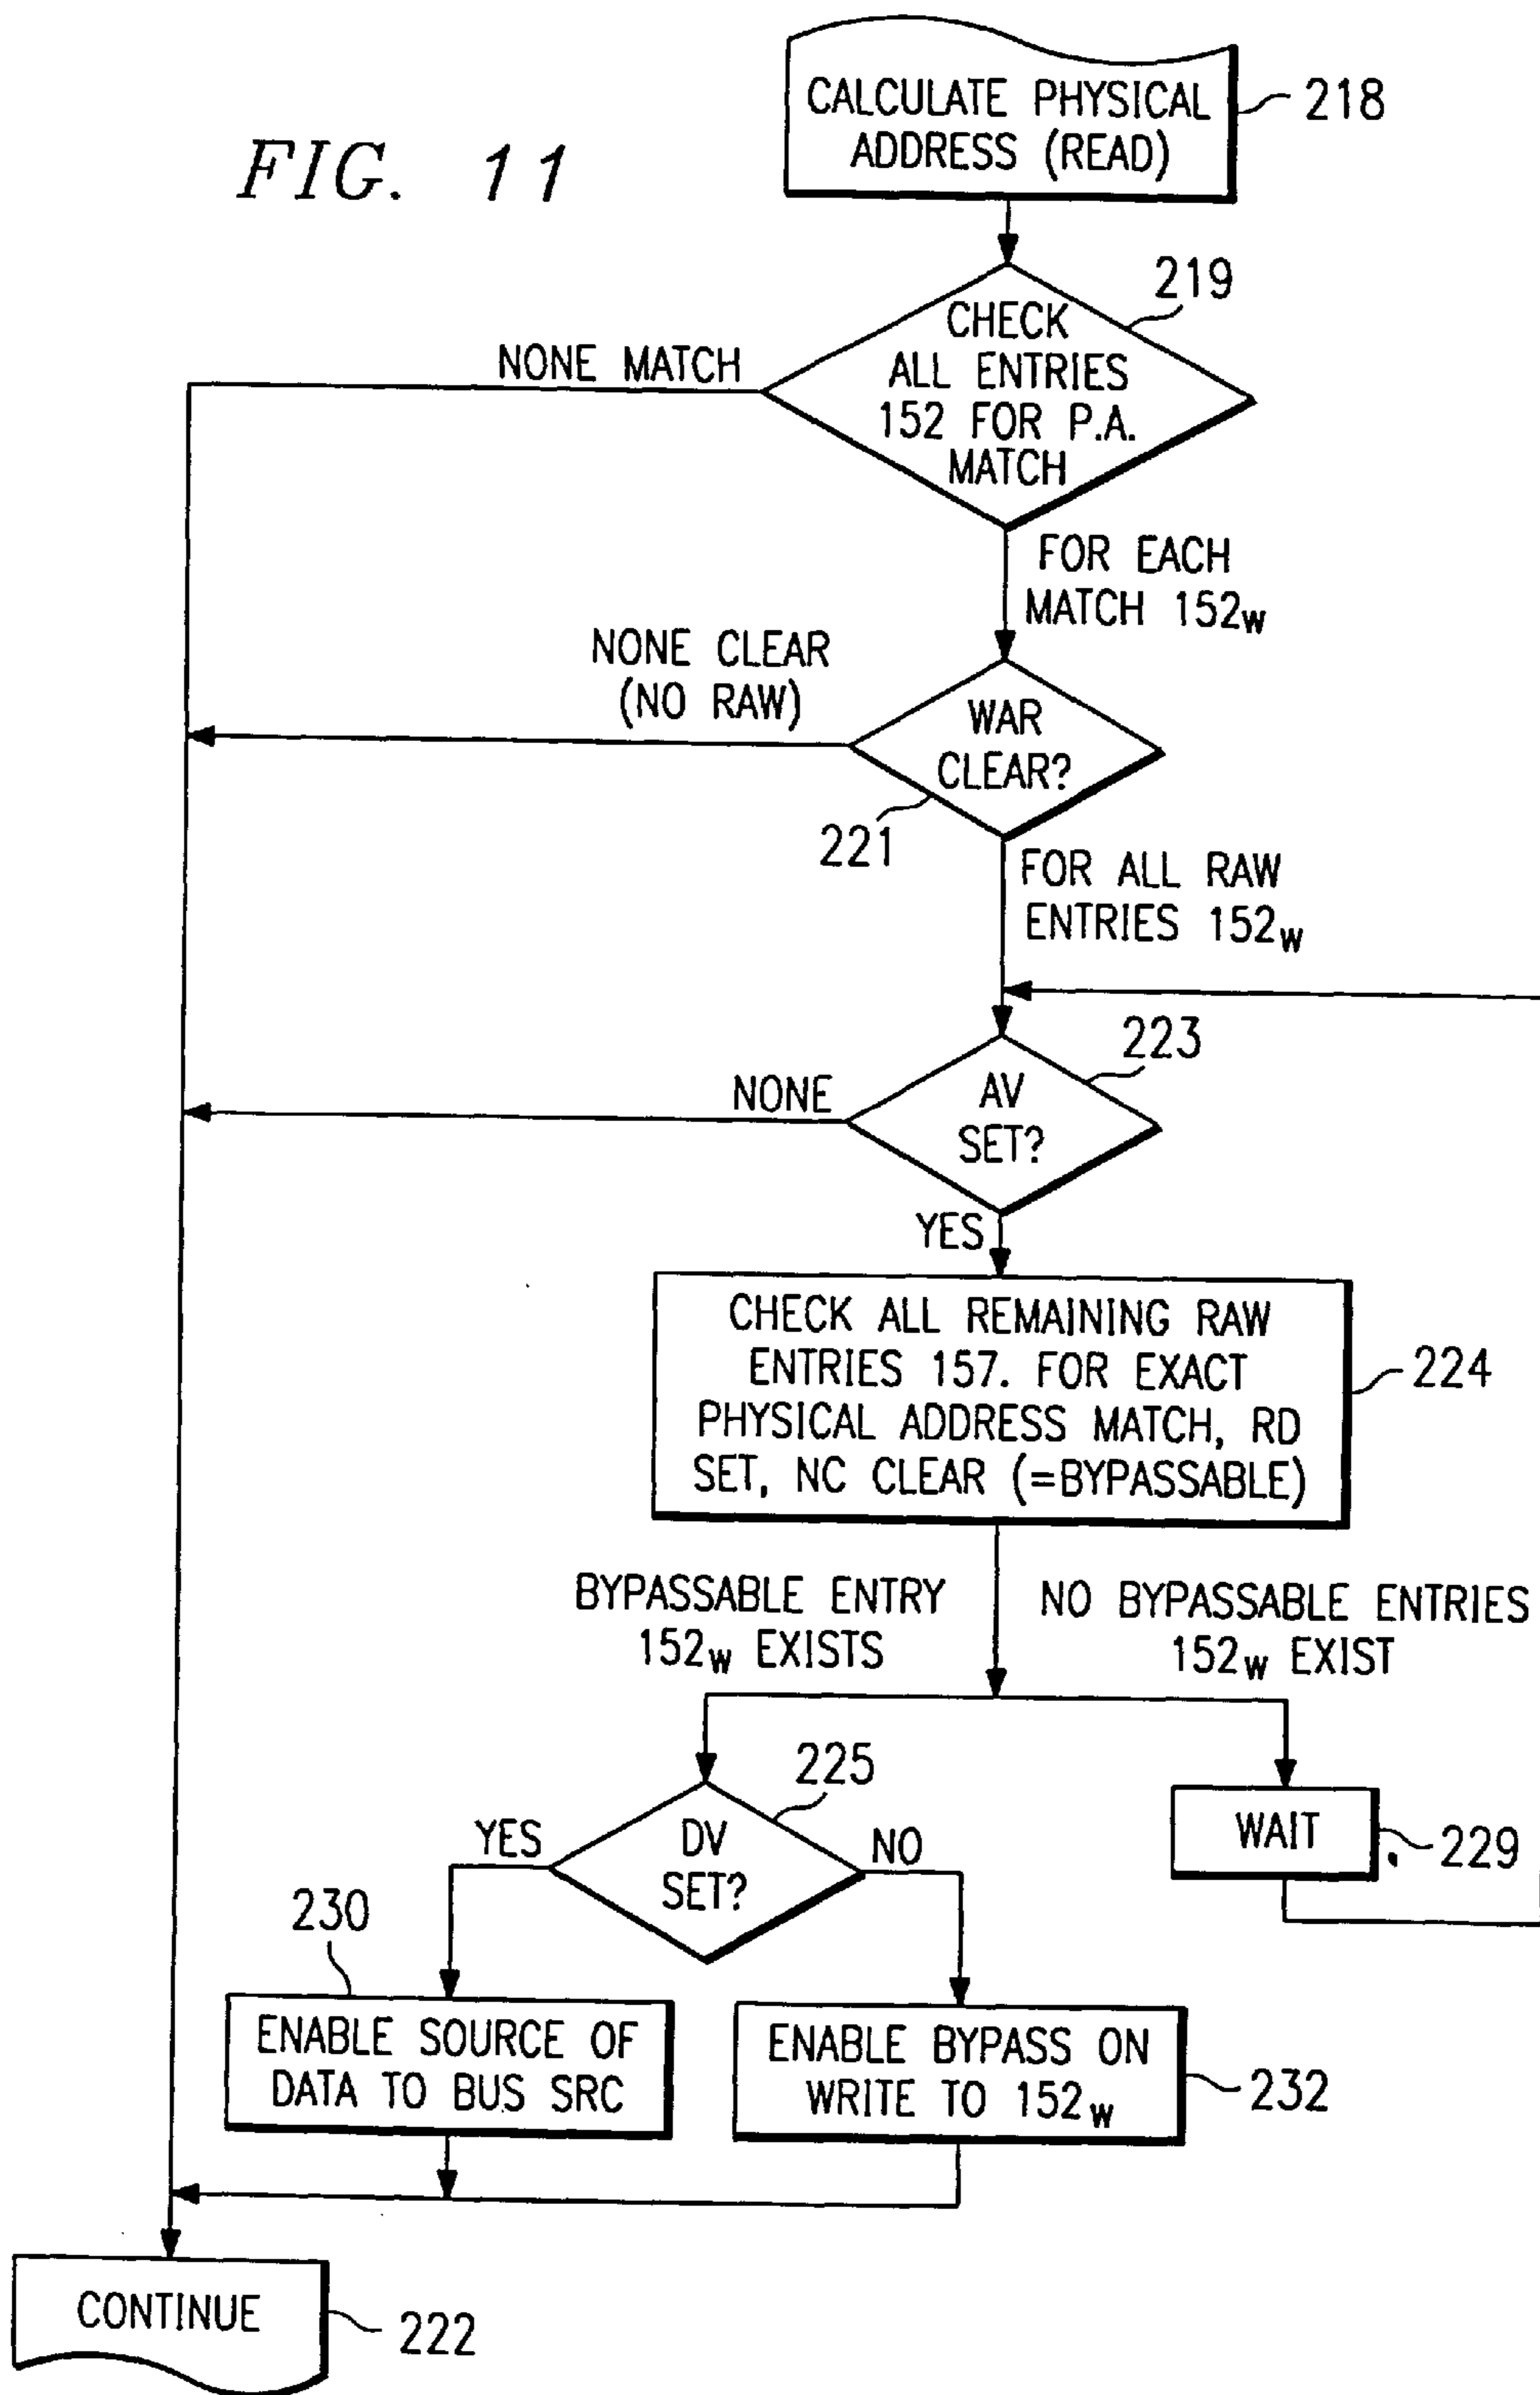 FIG. 11
CALCULATE PHYSICAL
ADDRESS (READ)
218
219
CHECK
ALL ENTRIES
152 FOR P.A.
MATCH
NONE MATCH
FOR EACH
MATCH 152w
NONE CLEAR
(NO RAW)
WAR
CLEAR?
221
FOR ALL RAW
ENTRIES 152w
223
NONE
AV
SET?
YES
CHECK ALL REMAINING RAW
ENTRIES 157. FOR EXACT
PHYSICAL ADDRESS MATCH, RD
SET, NC CLEAR (=BYPASSABLE)
224
BYPASSABLE ENTRY
152w EXISTS
NO BYPASSABLE ENTRIES
152w EXIST
225
YES
DV
SET?
NO
WAIT
229
230
ENABLE SOURCE OF
DATA TO BUS SRC
ENABLE BYPASS ON
WRITE TO 152w
232
CONTINUE
222